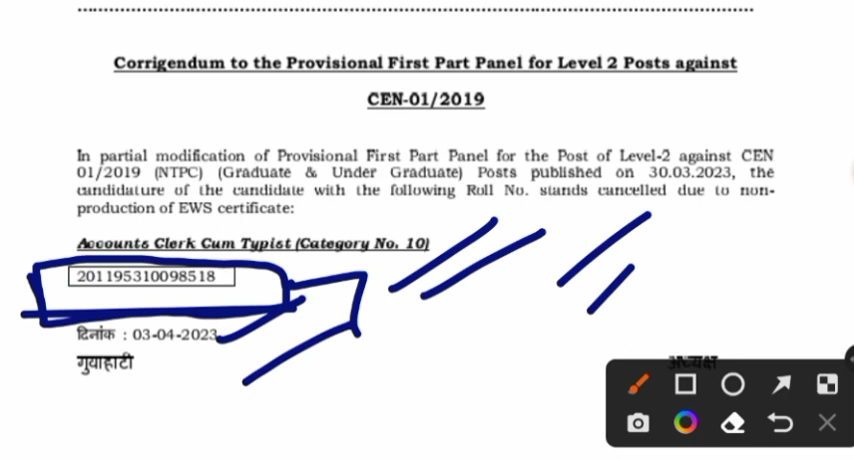 Corrigendum to the Provisional First Part Panel for Level 2 Posts against
CEN-01/2019
In partial modification of Provisional First Part Panel for the Post of Level-2 against CEN
01/2019 (NTPC) (Graduate & Under Graduate) Posts published on 30.03.2023, the
candidature of the candidate with the following Roll No. stands cancelled due to non-
production of EWS certificate:
Accounts Clerk Cum Typist (Category No. 10)
201195310098518
दिनांक : 03-04-2023
गुवाहाटी
अध्यक्ष